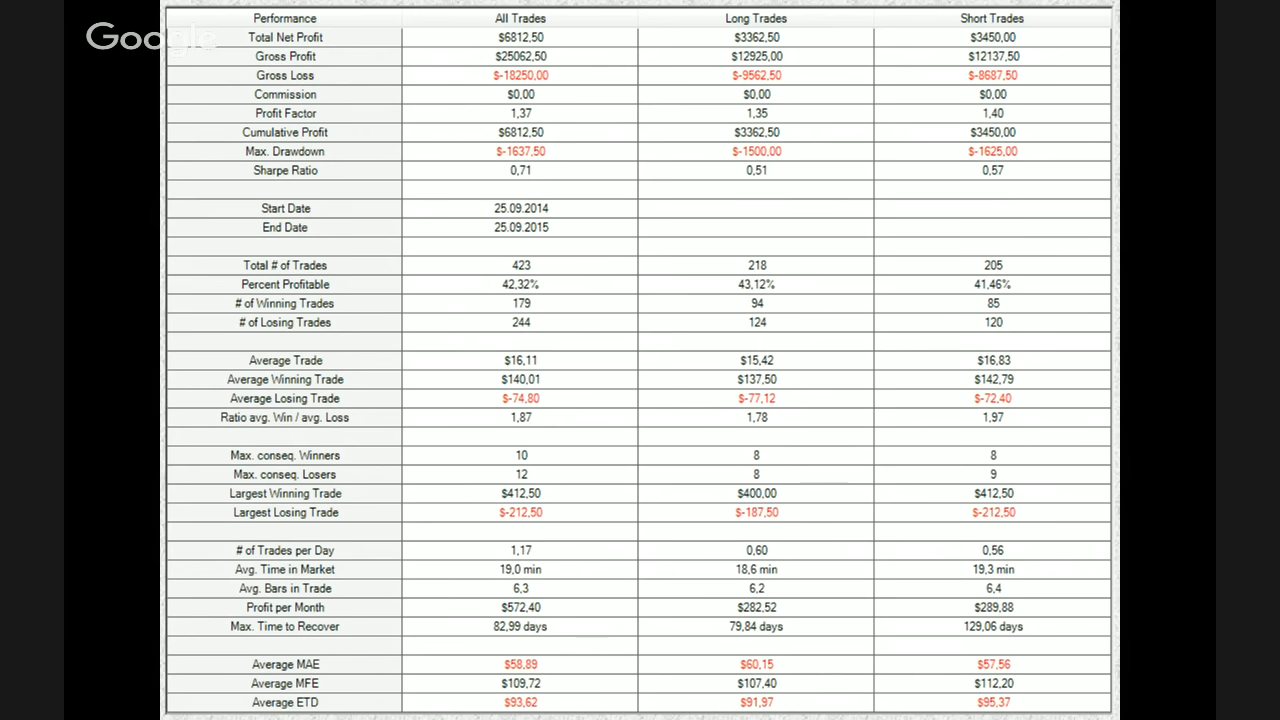 Google
Performance All Trades Long Trades Short Trades
Total Net Profit $6812,50 $3362,50 $3450,00
Gross Profit $25062,50 $12925,00 $12137,50
Gross Loss $-18250,00 $-9562,50 $-8687,50
Commission $0,00 $0,00 $0,00
Profit Factor 1,37 1,35 1,40
Cumulative Profit $6812,50 $3362,50 $3450,00
Max. Drawdown $-1637,50 $-1500,00 $-1625,00
Sharpe Ratio 0,71 0,51 0,57
Start Date 25.09.2014
End Date 25.09.2015
Total # of Trades 423 218 205
Percent Profitable 42,32% 43,12% 41,46%
# of Winning Trades 179 94 85
# of Losing Trades 244 124 120
Average Trade $16,11 $15,42 $16,83
Average Winning Trade $140,01 $137,50 $142,79
Average Losing Trade $-74,80 $-77,12 $-72,40
Ratio avg. Win / avg. Loss 1,87 1,78 1,97
Max. conseq. Winners 10 8 8
Max. conseq. Losers 12 8 9
Largest Winning Trade $412,50 $400,00 $412,50
Largest Losing Trade $-212,50 $-187,50 $-212,50
# of Trades per Day 1,17 0,60 0,56
Avg. Time in Market 19,0 min 18,6 min 19,3 min
Avg. Bars in Trade 6,3 6,2 6,4
Profit per Month $572,40 $282,52 $289,88
Max. Time to Recover 82,99 days 79,84 days 129,06 days
Average MAE $58,89 $60,15 $57,56
Average MFE $109,72 $107,40 $112,20
Average ETD $93,62 $91,97 $95,37